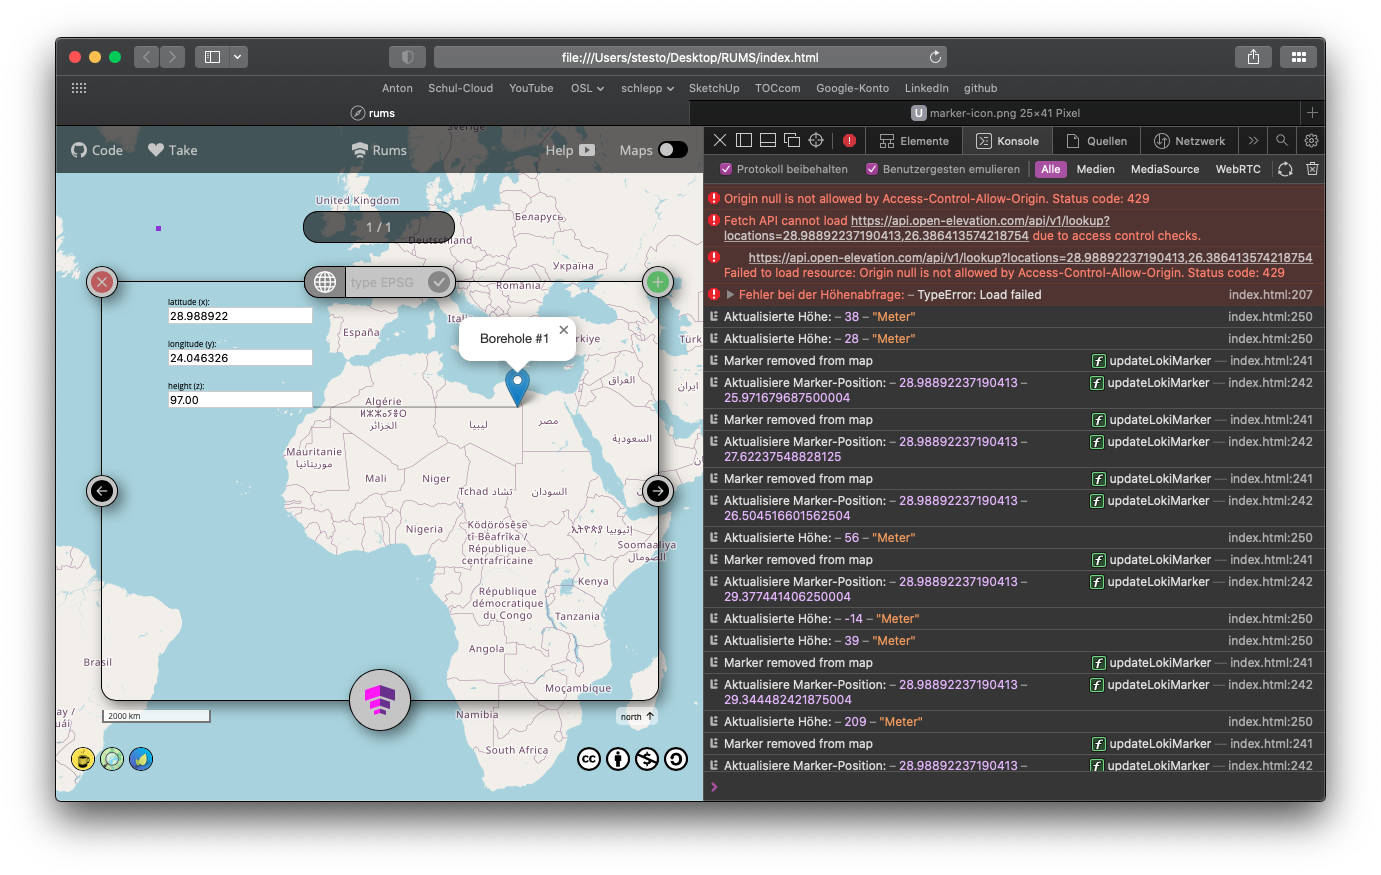 file:///Users/stesto/Desktop/RUMS/index.html
Anton Schul-Cloud YouTube OSL schlepp SketchUp TOCcom Google-Konto LinkedIn github
rums
U marker-icon.png 25×41 Pixel
Code Take Rums Help Maps
Sverige
United Kingdom
Беларусь
1 / 1
Deutschland
Україна
type EPSG
România
latitude (x):
28.988922
Itali
España
Borehole #1 ×
rkiye
longitude (y):
24.046326
العراق
ايران
height (z):
97.00
Algérie
ⵍⵣⵣⴰⵢⴻⵔ
الجزائر
ليبيا
مصر
السعودية
Mauritanie
موريتانيا
Mali
Niger
Tchad تشاد
السودان
Nigeria
Ködörösêse
tî Bêafrîka /
République
centrafricaine
ኢትዮጵያ إثيوبيا
Soomaaliya
الصومال
Kenya
République
démocratique
du Congo
Tanzania
Angola
Brasil
Moçambique
Namibia
South Africa
ay /
uái
2000 km
north ↑
CC
Elemente Konsole Quellen Netzwerk
Protokoll beibehalten Benutzergesten emulieren Alle Medien MediaSource WebRTC
Origin null is not allowed by Access-Control-Allow-Origin. Status code: 429
Fetch API cannot load https://api.open-elevation.com/api/v1/lookup?
locations=28.98892237190413,26.386413574218754 due to access control checks.
https://api.open-elevation.com/api/v1/lookup?locations=28.98892237190413,26.386413574218754
Failed to load resource: Origin null is not allowed by Access-Control-Allow-Origin. Status code: 429
Fehler bei der Höhenabfrage: – TypeError: Load failed index.html:207
Aktualisierte Höhe: – 38 – "Meter" index.html:250
Aktualisierte Höhe: – 28 – "Meter" index.html:250
Marker removed from map f updateLokiMarker — index.html:241
Aktualisiere Marker-Position: – 28.98892237190413 – f updateLokiMarker — index.html:242
25.971679687500004
Marker removed from map f updateLokiMarker — index.html:241
Aktualisiere Marker-Position: – 28.98892237190413 – f updateLokiMarker — index.html:242
27.62237548828125
Marker removed from map f updateLokiMarker — index.html:241
Aktualisiere Marker-Position: – 28.98892237190413 – f updateLokiMarker — index.html:242
26.504516601562504
Aktualisierte Höhe: – 56 – "Meter" index.html:250
Marker removed from map f updateLokiMarker — index.html:241
Aktualisiere Marker-Position: – 28.98892237190413 – f updateLokiMarker — index.html:242
29.377441406250004
Aktualisierte Höhe: – -14 – "Meter" index.html:250
Aktualisierte Höhe: – 39 – "Meter" index.html:250
Marker removed from map f updateLokiMarker — index.html:241
Aktualisiere Marker-Position: – 28.98892237190413 – f updateLokiMarker — index.html:242
29.344482421875004
Aktualisierte Höhe: – 209 – "Meter" index.html:250
Marker removed from map f updateLokiMarker — index.html:241
Aktualisiere Marker-Position: – 28.98892237190413 – f updateLokiMarker — index.html:242